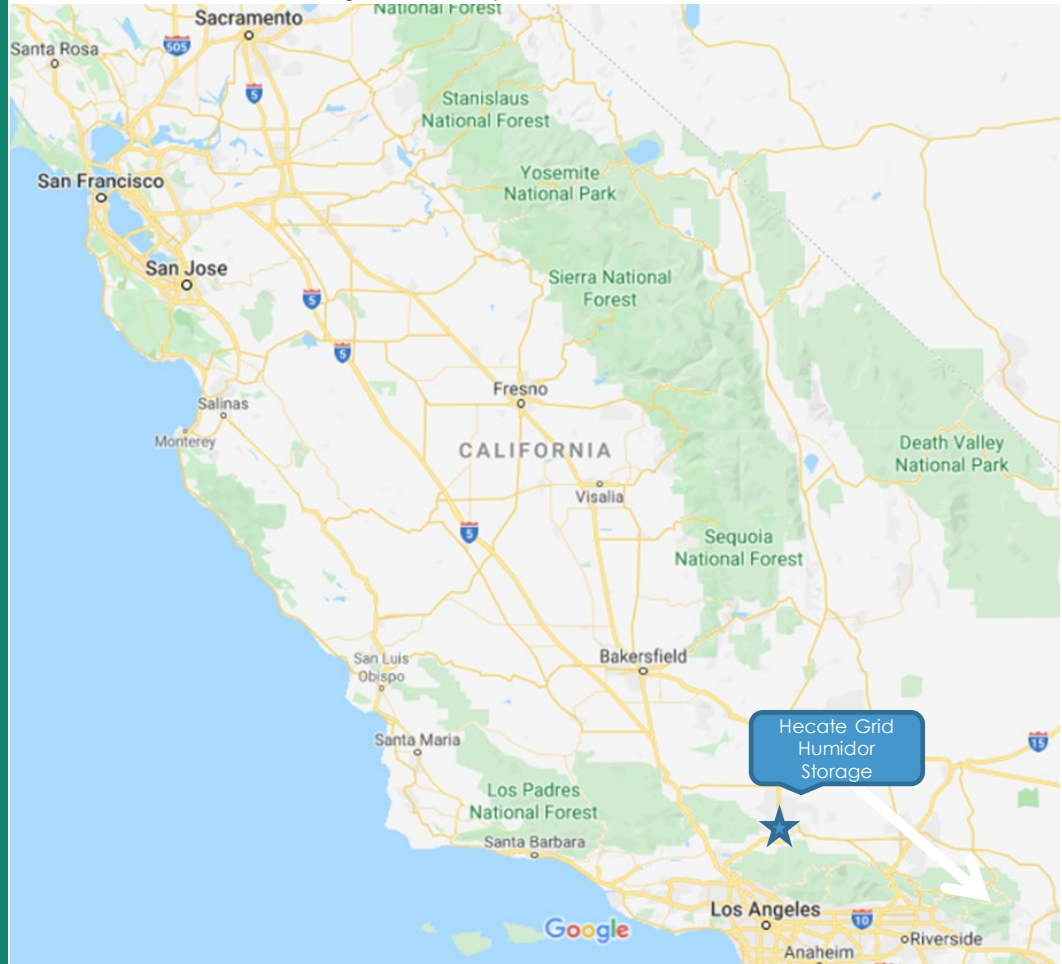 National Forest
Sacramento
Santa Rosa
505
5
Stanislaus
National Forest
Yosemite
National Park
San Francisco
San Jose
Sierra National
Forest
5
5
Fresno
Salinas
Monterey
CALIFORNIA
Death Valley
National Park
Visalia
5
Sequoia
National Forest
San Luis
Obispo
Bakersfield
Hecate Grid
Humidor
Storage
Santa Maria
15
Los Padres
National Forest
Santa Barbara
Los Angeles
10
Google
Riverside
Anaheim